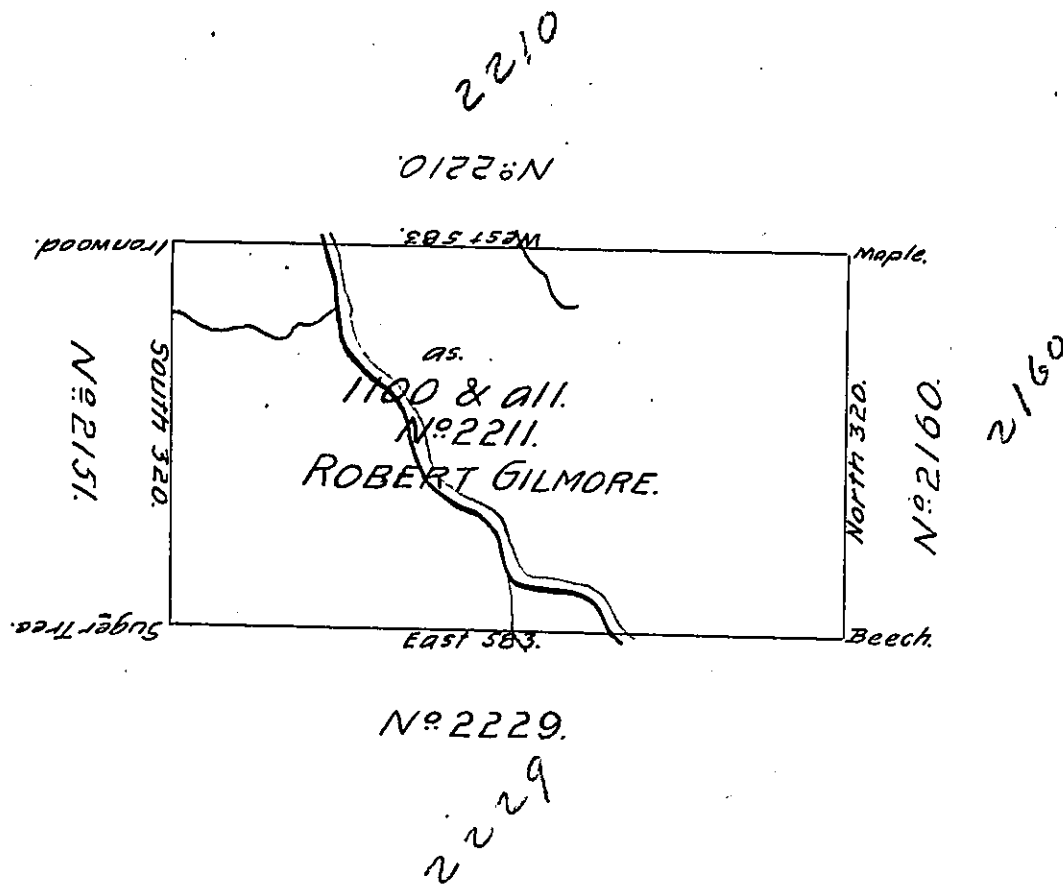 2210
Nº 2210.
West 583.
Ironwood.
Maple.
as.
1100 & all.
Nº 2211.
ROBERT GILMORE.
South 320.
Nº 2151.
North 320.
Nº 2160.
2160
Suger Tree.
East 583.
Beech.
Nº 2229.
2229